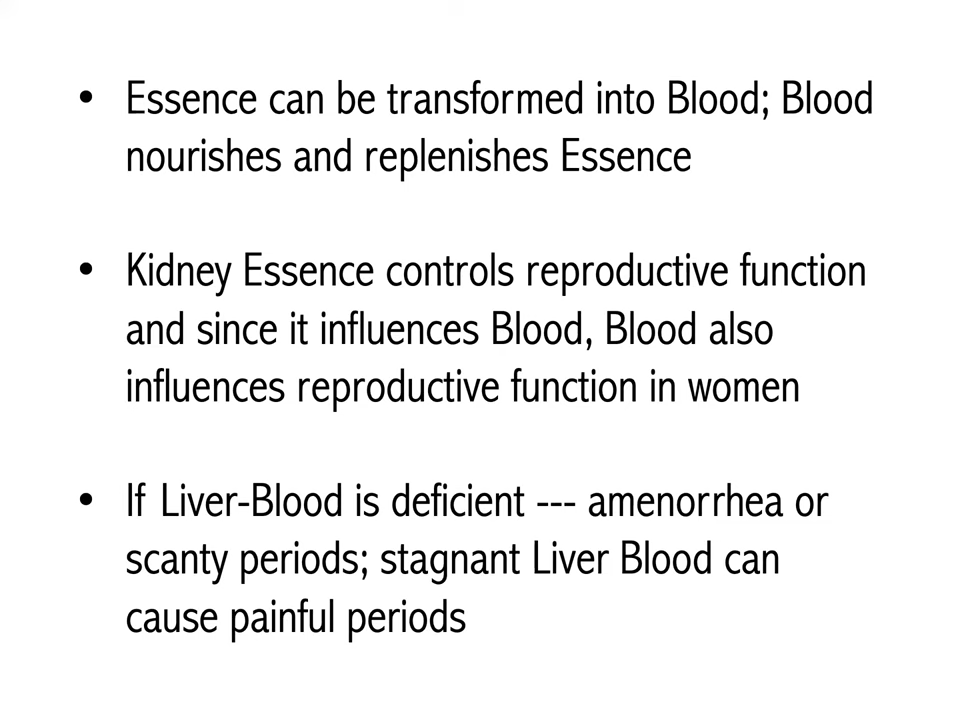 • Essence can be transformed into Blood; Blood
nourishes and replenishes Essence
• Kidney Essence controls reproductive function
and since it influences Blood, Blood also
influences reproductive function in women
• If Liver-Blood is deficient --- amenorrhea or
scanty periods; stagnant Liver Blood can
cause painful periods